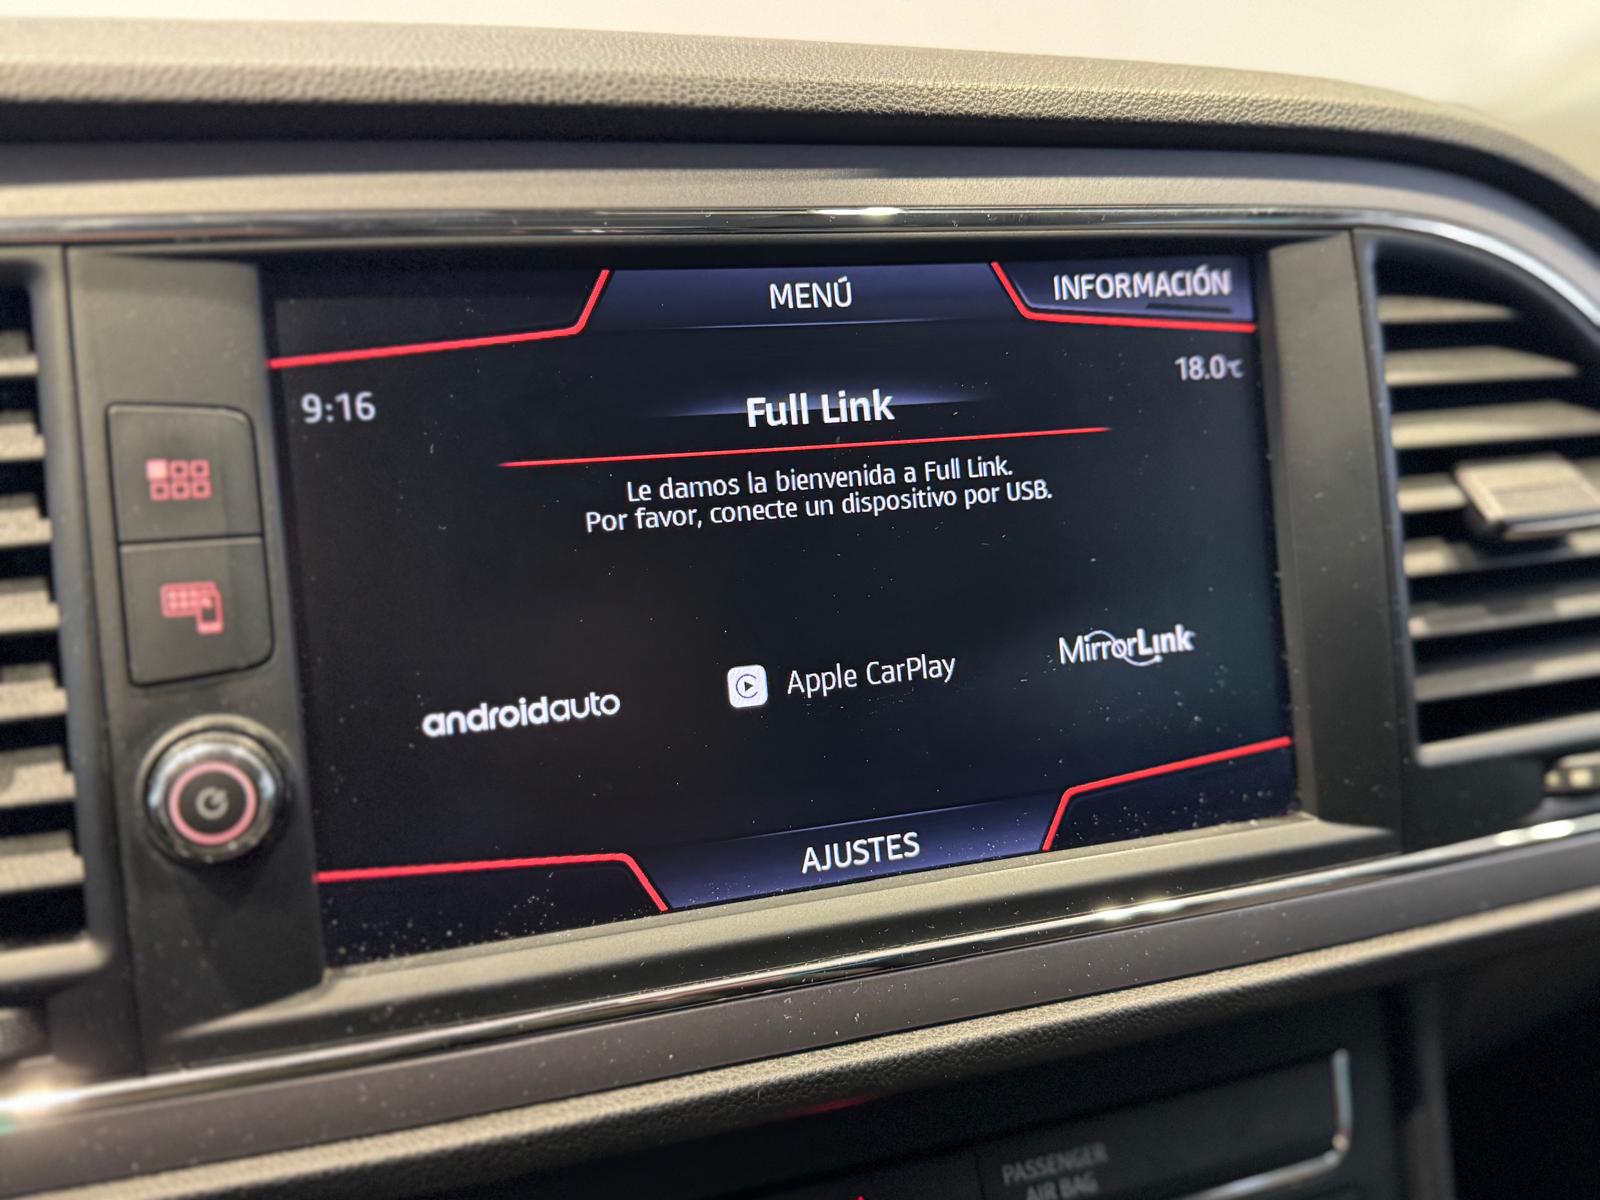 MENÚ
INFORMACIÓN
9:16
18.0℃
Full Link
Le damos la bienvenida a Full Link.
Por favor, conecte un dispositivo por USB.
androidauto
Apple CarPlay
MirrorLink
AJUSTES
PASSENGER
AIR BAG